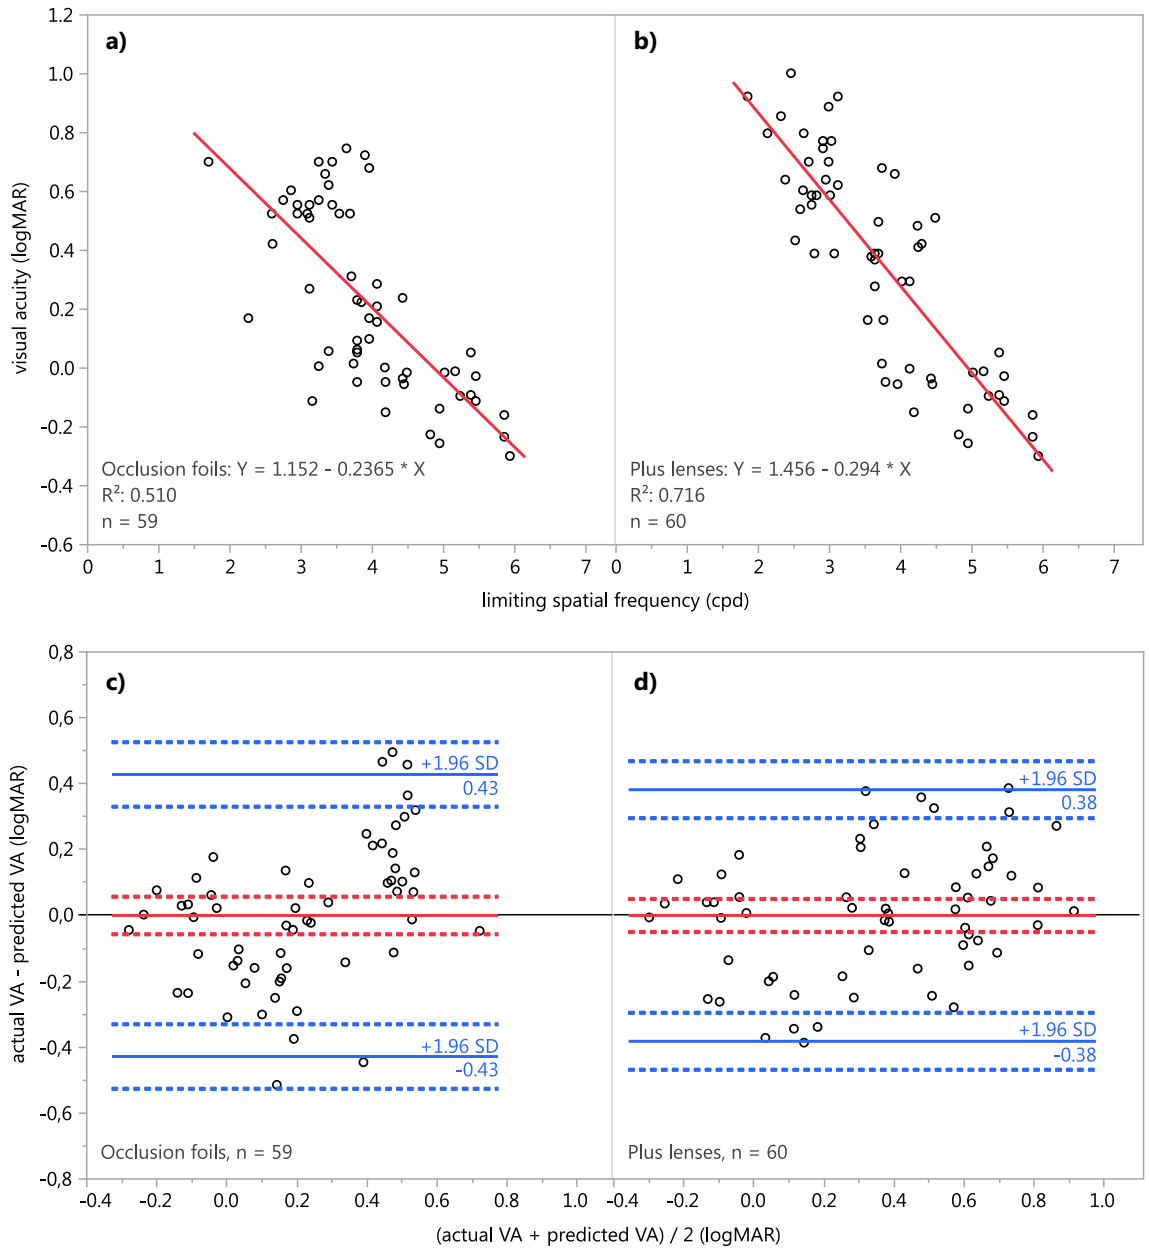 a)
b)
1.2
1.0
0.8
0.6
0.4
0.2
0.0
-0.2
-0.4
-0.6
visual acuity (logMAR)
Occlusion foils: Y = 1.152 - 0.2365 * X
R²: 0.510
n = 59
Plus lenses: Y = 1.456 - 0.294 * X
R²: 0.716
n = 60
0 1 2 3 4 5 6 7 0 1 2 3 4 5 6 7
limiting spatial frequency (cpd)
c)
d)
0,8
0,6
0,4
0,2
0,0
-0,2
-0,4
-0,6
-0,8
actual VA - predicted VA (logMAR)
+1.96 SD
0.43
+1.96 SD
-0.43
Occlusion foils, n = 59
+1.96 SD
0.38
+1.96 SD
-0.38
Plus lenses, n = 60
-0.4 -0.2 0.0 0.2 0.4 0.6 0.8 1.0 -0.4 -0.2 0.0 0.2 0.4 0.6 0.8 1.0
(actual VA + predicted VA) / 2 (logMAR)